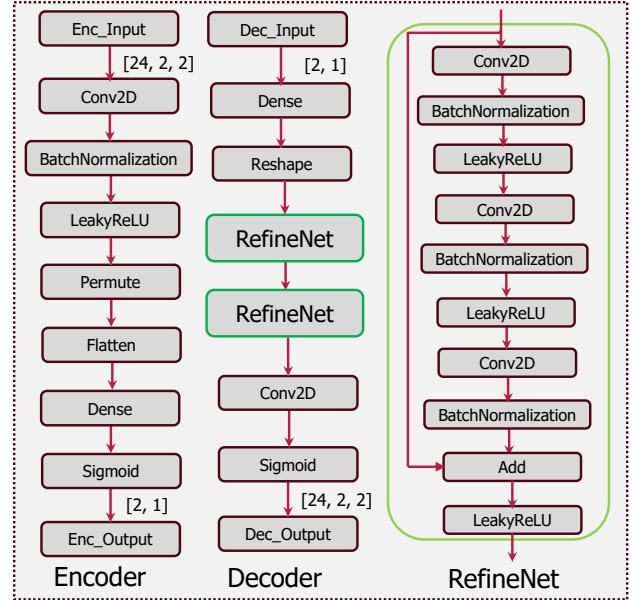 Enc_Input
[24, 2, 2]
Conv2D
BatchNormalization
LeakyReLU
Permute
Flatten
Dense
Sigmoid
[2, 1]
Enc_Output
Encoder
Dec_Input
[2, 1]
Dense
Reshape
RefineNet
RefineNet
Conv2D
Sigmoid
[24, 2, 2]
Dec_Output
Decoder
Conv2D
BatchNormalization
LeakyReLU
Conv2D
BatchNormalization
LeakyReLU
Conv2D
BatchNormalization
Add
LeakyReLU
RefineNet